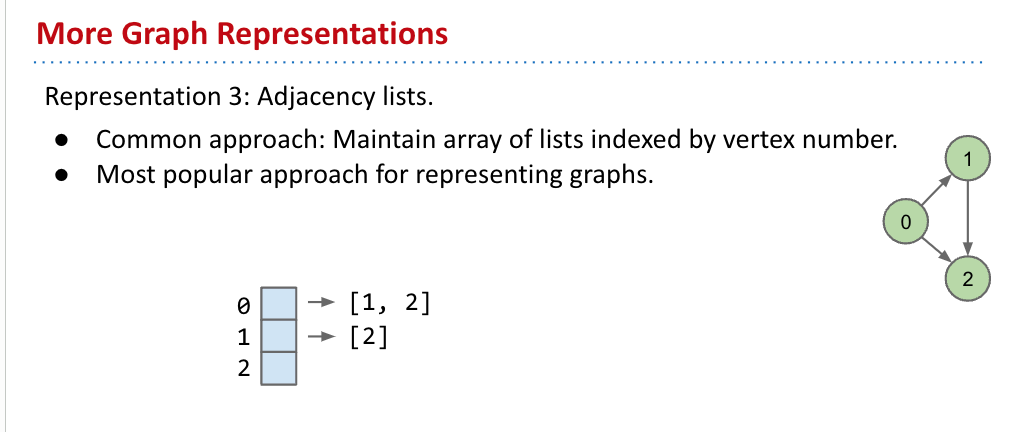 More Graph Representations
Representation 3: Adjacency lists.
● Common approach: Maintain array of lists indexed by vertex number.
● Most popular approach for representing graphs.
1
0
2
0 [1, 2]
1 [2]
2